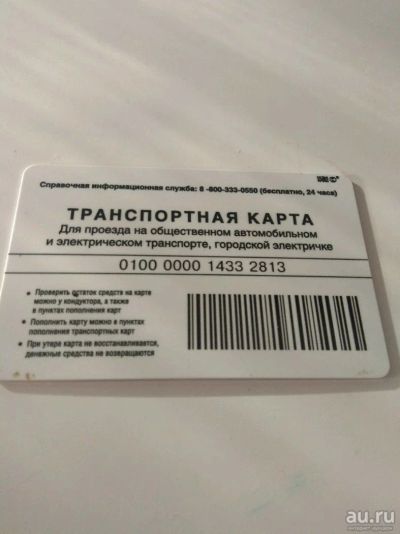 Справочная информационная служба: 8 -800-333-0550 (бесплатно, 24 часа)
ТРАНСПОРТНАЯ КАРТА
Для проезда на общественном автомобильном
и электрическом транспорте, городской электричке
0100 0000 1433 2813
• Проверить остаток средств на карте
можно у кондуктора, а также
в пунктах пополнения карт
• Пополнить карту можно в пунктах
пополнения транспортных карт
• При утере карта не восстанавливается,
денежные средства не возвращаются
au.ru
интернет-аукцион